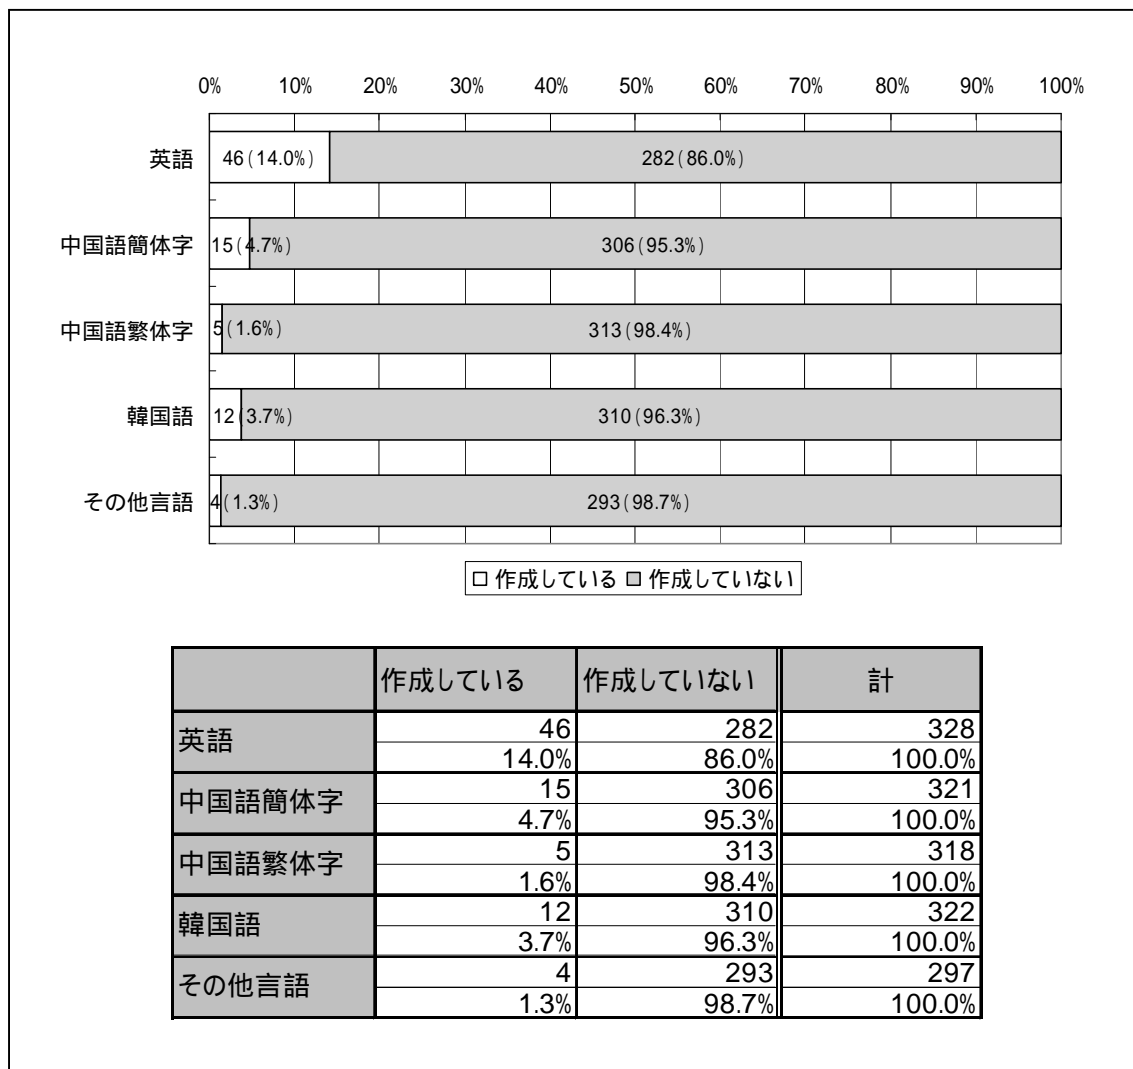 0% 10% 20% 30% 40% 50% 60% 70% 80% 90% 100%
英語 46(14.0%) 282(86.0%)
中国語簡体字 15(4.7%) 306(95.3%)
中国語繁体字 5(1.6%) 313(98.4%)
韓国語 12(3.7%) 310(96.3%)
その他言語 4(1.3%) 293(98.7%)
□ 作成している □ 作成していない
作成している 作成していない 計
英語 46 282 328
14.0% 86.0% 100.0%
中国語簡体字 15 306 321
4.7% 95.3% 100.0%
中国語繁体字 5 313 318
1.6% 98.4% 100.0%
韓国語 12 310 322
3.7% 96.3% 100.0%
その他言語 4 293 297
1.3% 98.7% 100.0%